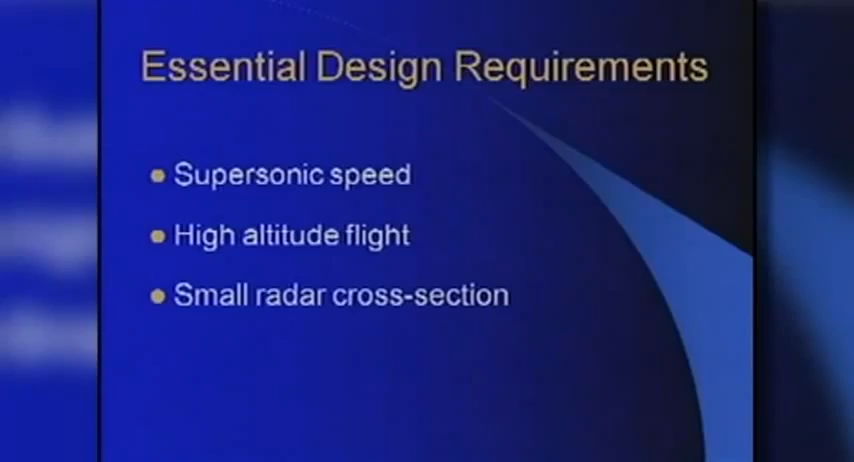 Essential Design Requirements
Supersonic speed
High altitude flight
Small radar cross-section